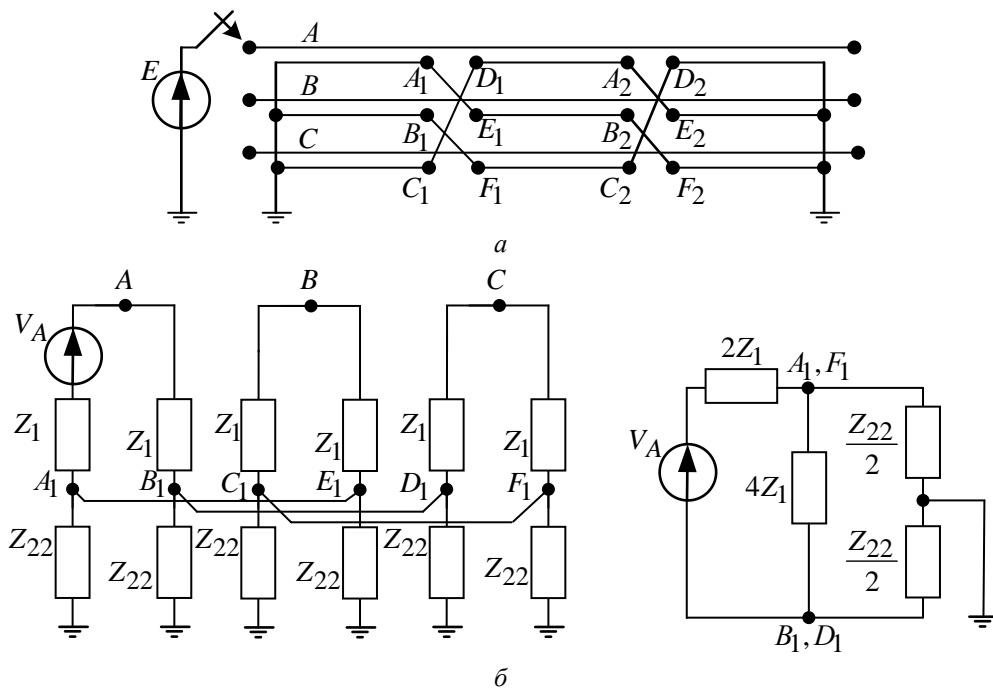 A
E
A1 D1 A2 D2
B
B1 E1 B2 E2
C
C1 F1 C2 F2
а
A B C
VA
Z1 Z1 Z1 Z1 Z1 Z1
A1 B1 C1 E1 D1 F1
Z22 Z22 Z22 Z22 Z22 Z22
2Z1 A1, F1
VA 4Z1
Z22
2
Z22
2
B1, D1
б